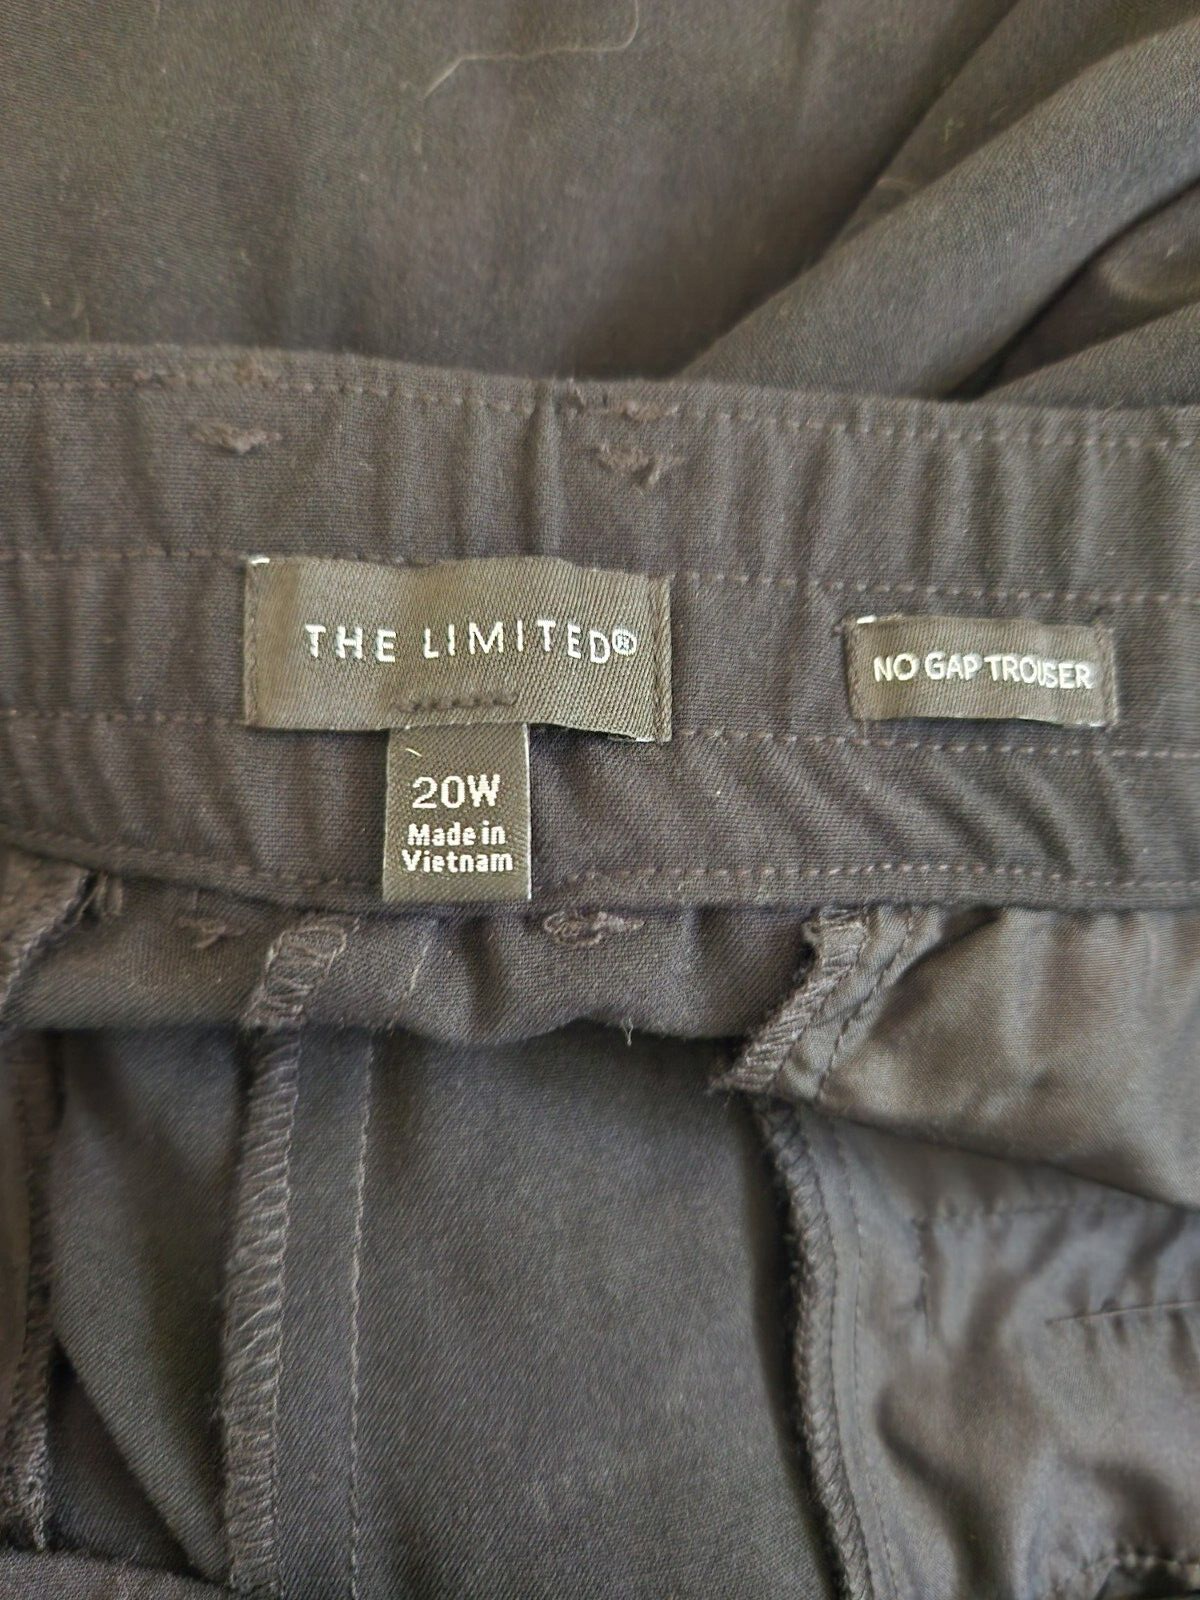 THE LIMITED®
NO GAP TROUSER
20W
Made in
Vietnam